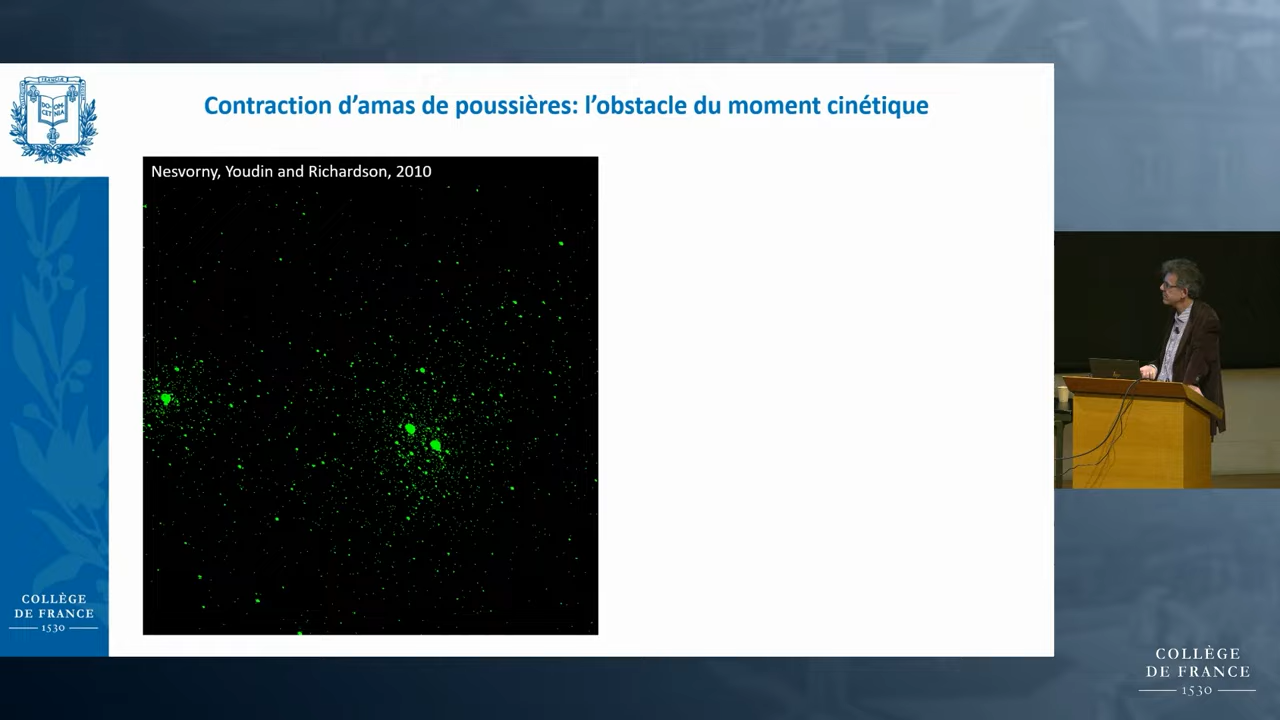 Contraction d'amas de poussières: l'obstacle du moment cinétique
Nesvorny, Youdin and Richardson, 2010
COLLÈGE
DE FRANCE
1530
COLLÈGE
DE FRANCE
1530